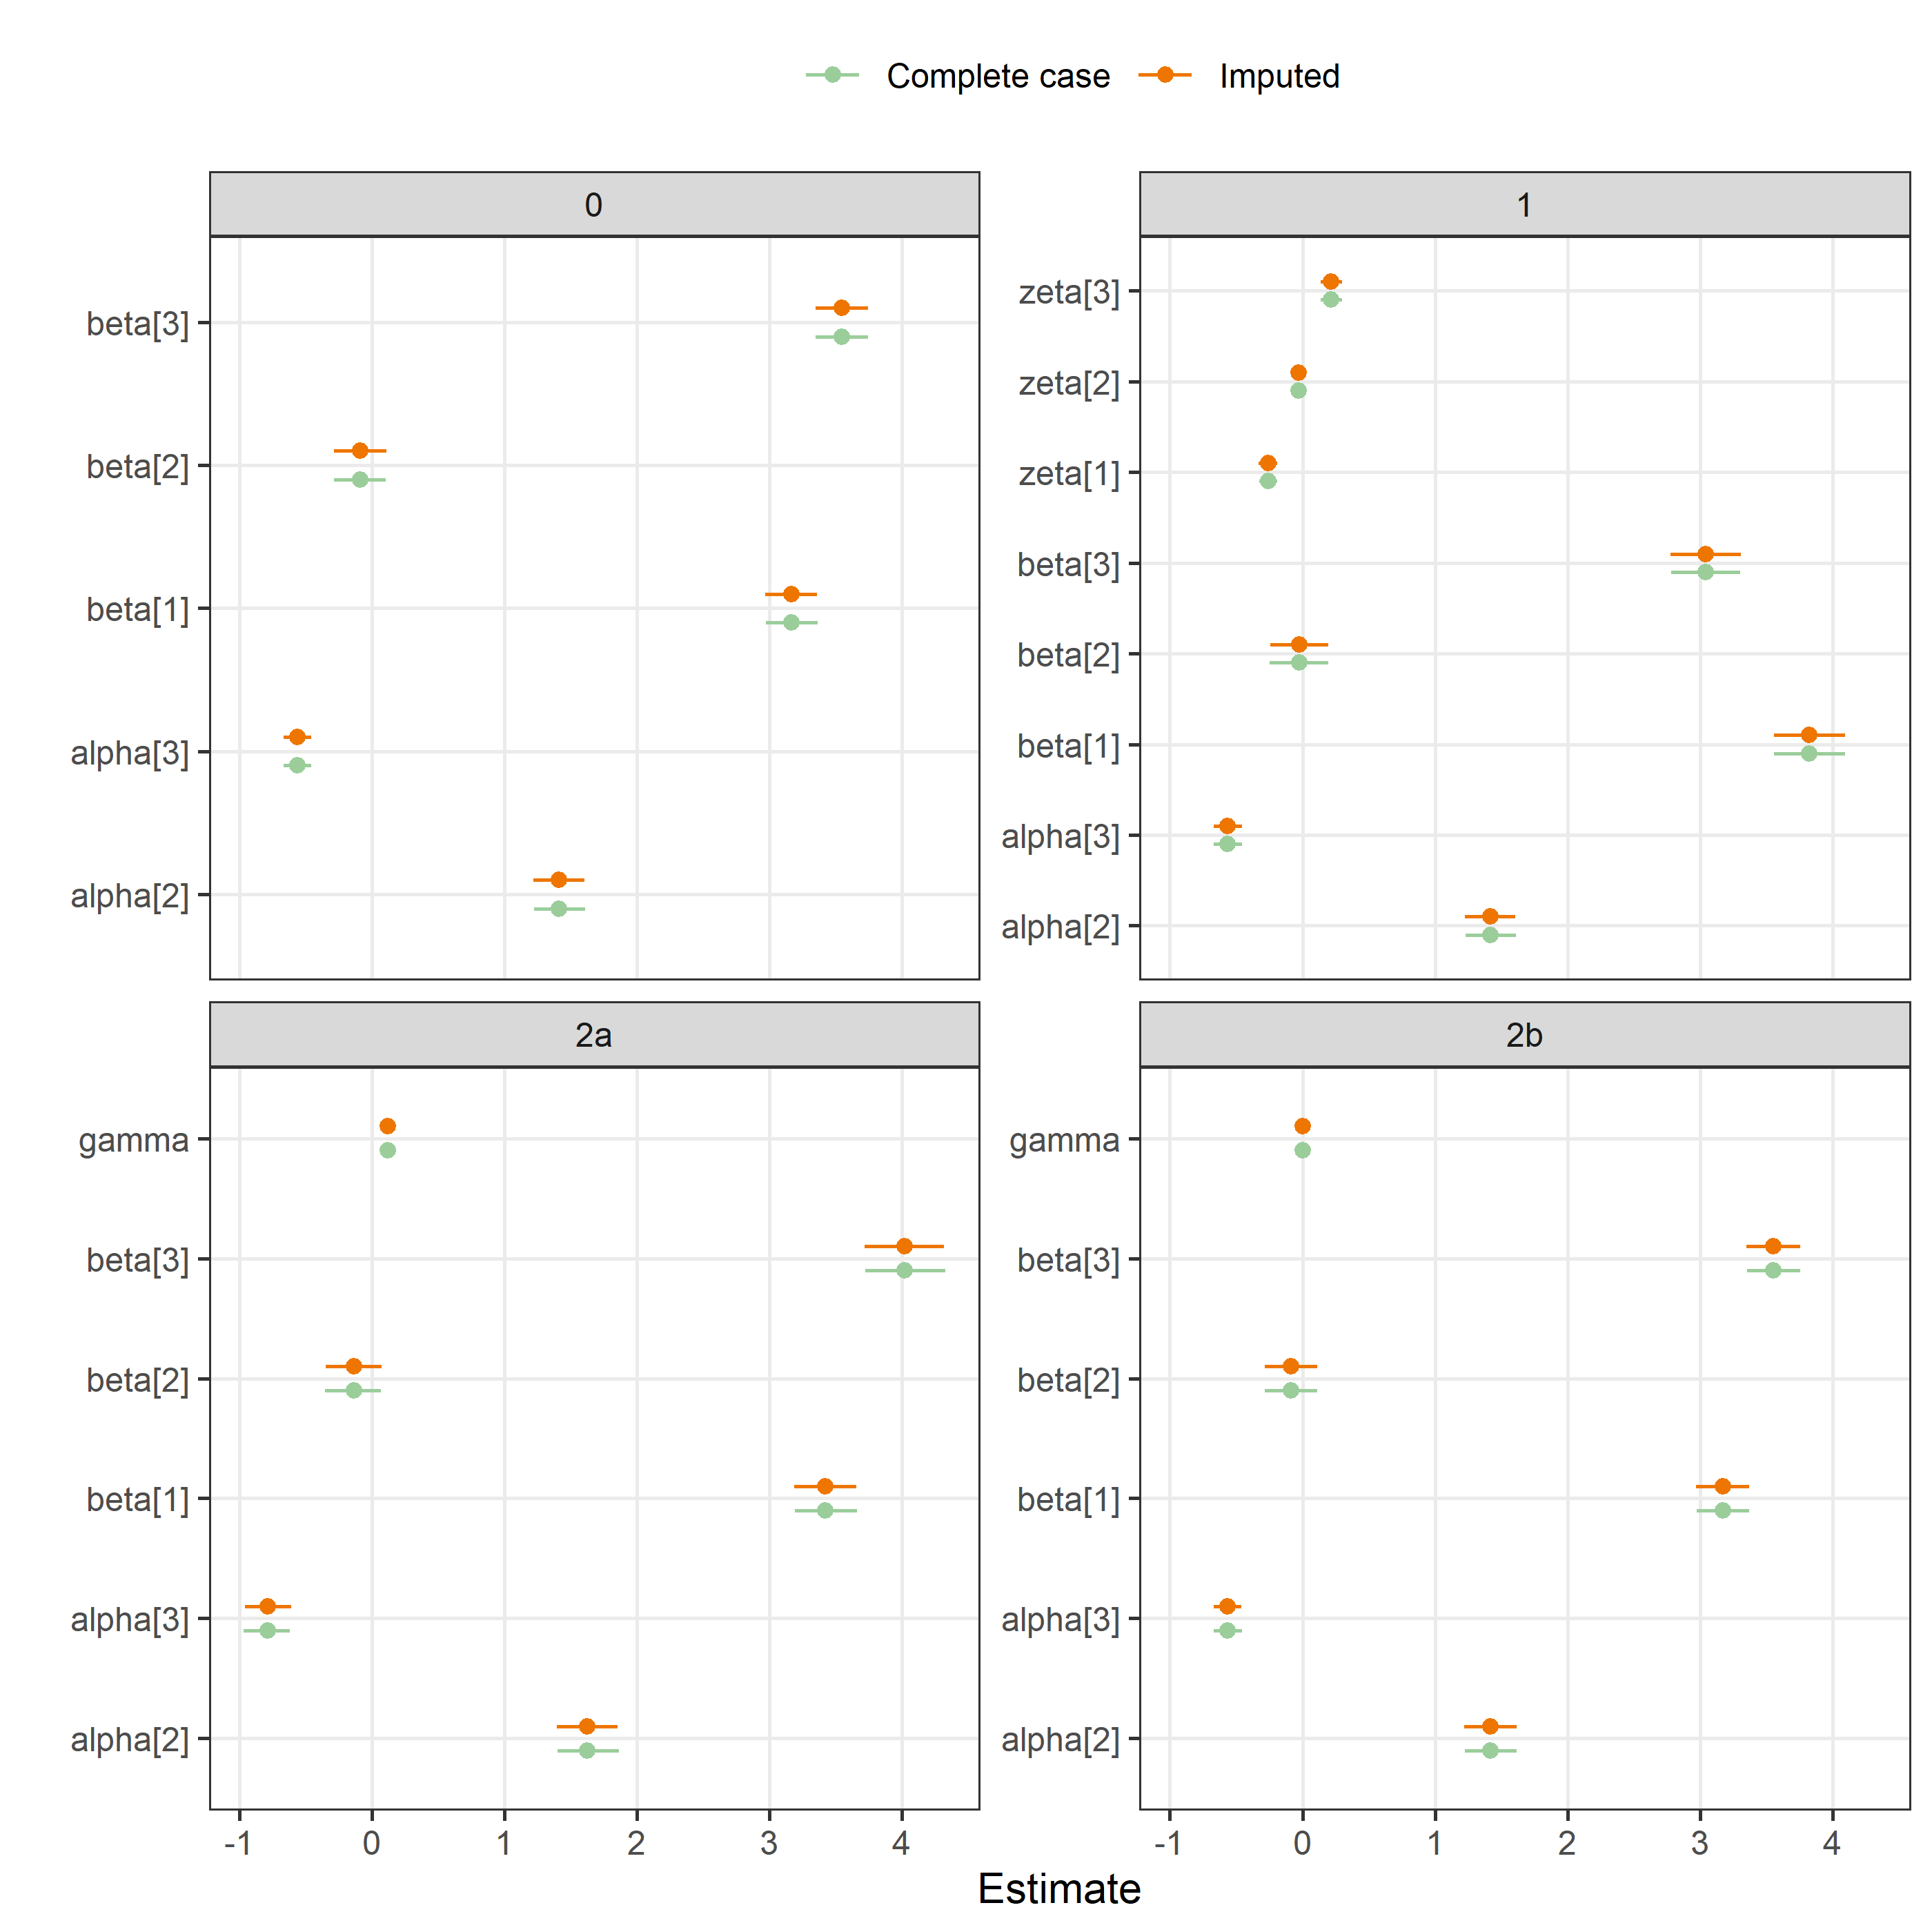 Complete case Imputed
0
beta[3]
beta[2]
beta[1]
alpha[3]
alpha[2]
1
zeta[3]
zeta[2]
zeta[1]
beta[3]
beta[2]
beta[1]
alpha[3]
alpha[2]
2a
gamma
beta[3]
beta[2]
beta[1]
alpha[3]
alpha[2]
-1 0 1 2 3 4
2b
gamma
beta[3]
beta[2]
beta[1]
alpha[3]
alpha[2]
-1 0 1 2 3 4
Estimate